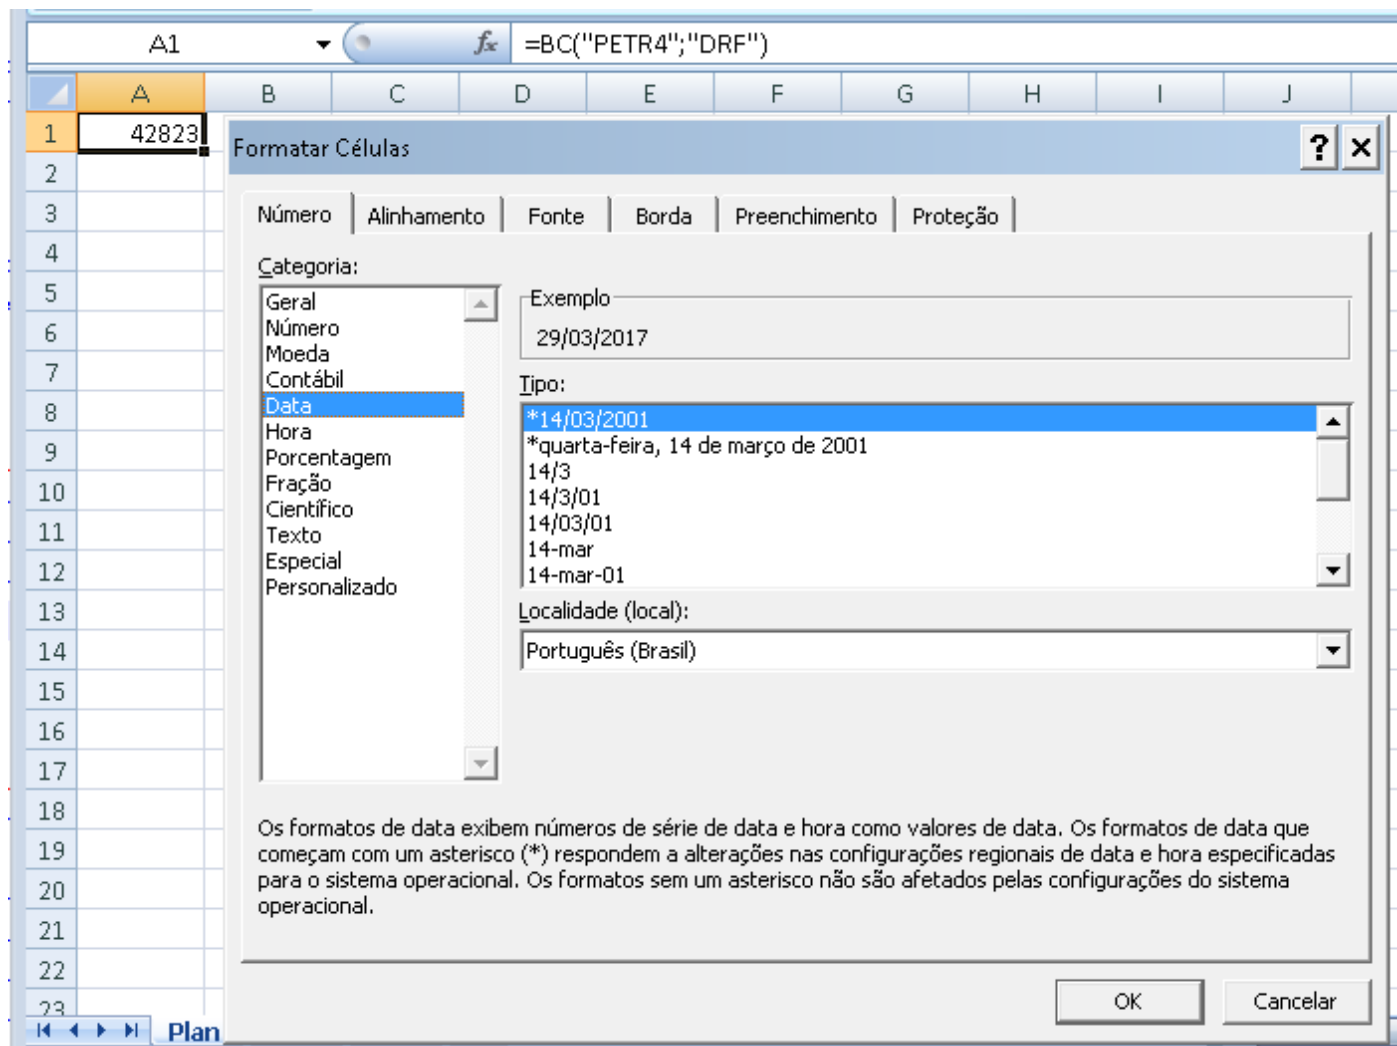 A1
fx
=BC("PETR4";"DRF")
A B C D E F G H I J
1 42823
Formatar Células
? ×
2
3
4
5
6
7
8
9
10
11
12
13
14
15
16
17
18
19
20
21
22
23
Número Alinhamento Fonte Borda Preenchimento Proteção
Categoria:
Geral
Número
Moeda
Contábil
Data
Hora
Porcentagem
Fração
Científico
Texto
Especial
Personalizado
Exemplo
29/03/2017
Tipo:
*14/03/2001
*quarta-feira, 14 de março de 2001
14/3
14/3/01
14/03/01
14-mar
14-mar-01
Localidade (local):
Português (Brasil)
Os formatos de data exibem números de série de data e hora como valores de data. Os formatos de data que
começam com um asterisco (*) respondem a alterações nas configurações regionais de data e hora especificadas
para o sistema operacional. Os formatos sem um asterisco não são afetados pelas configurações do sistema
operacional.
OK Cancelar
Plan